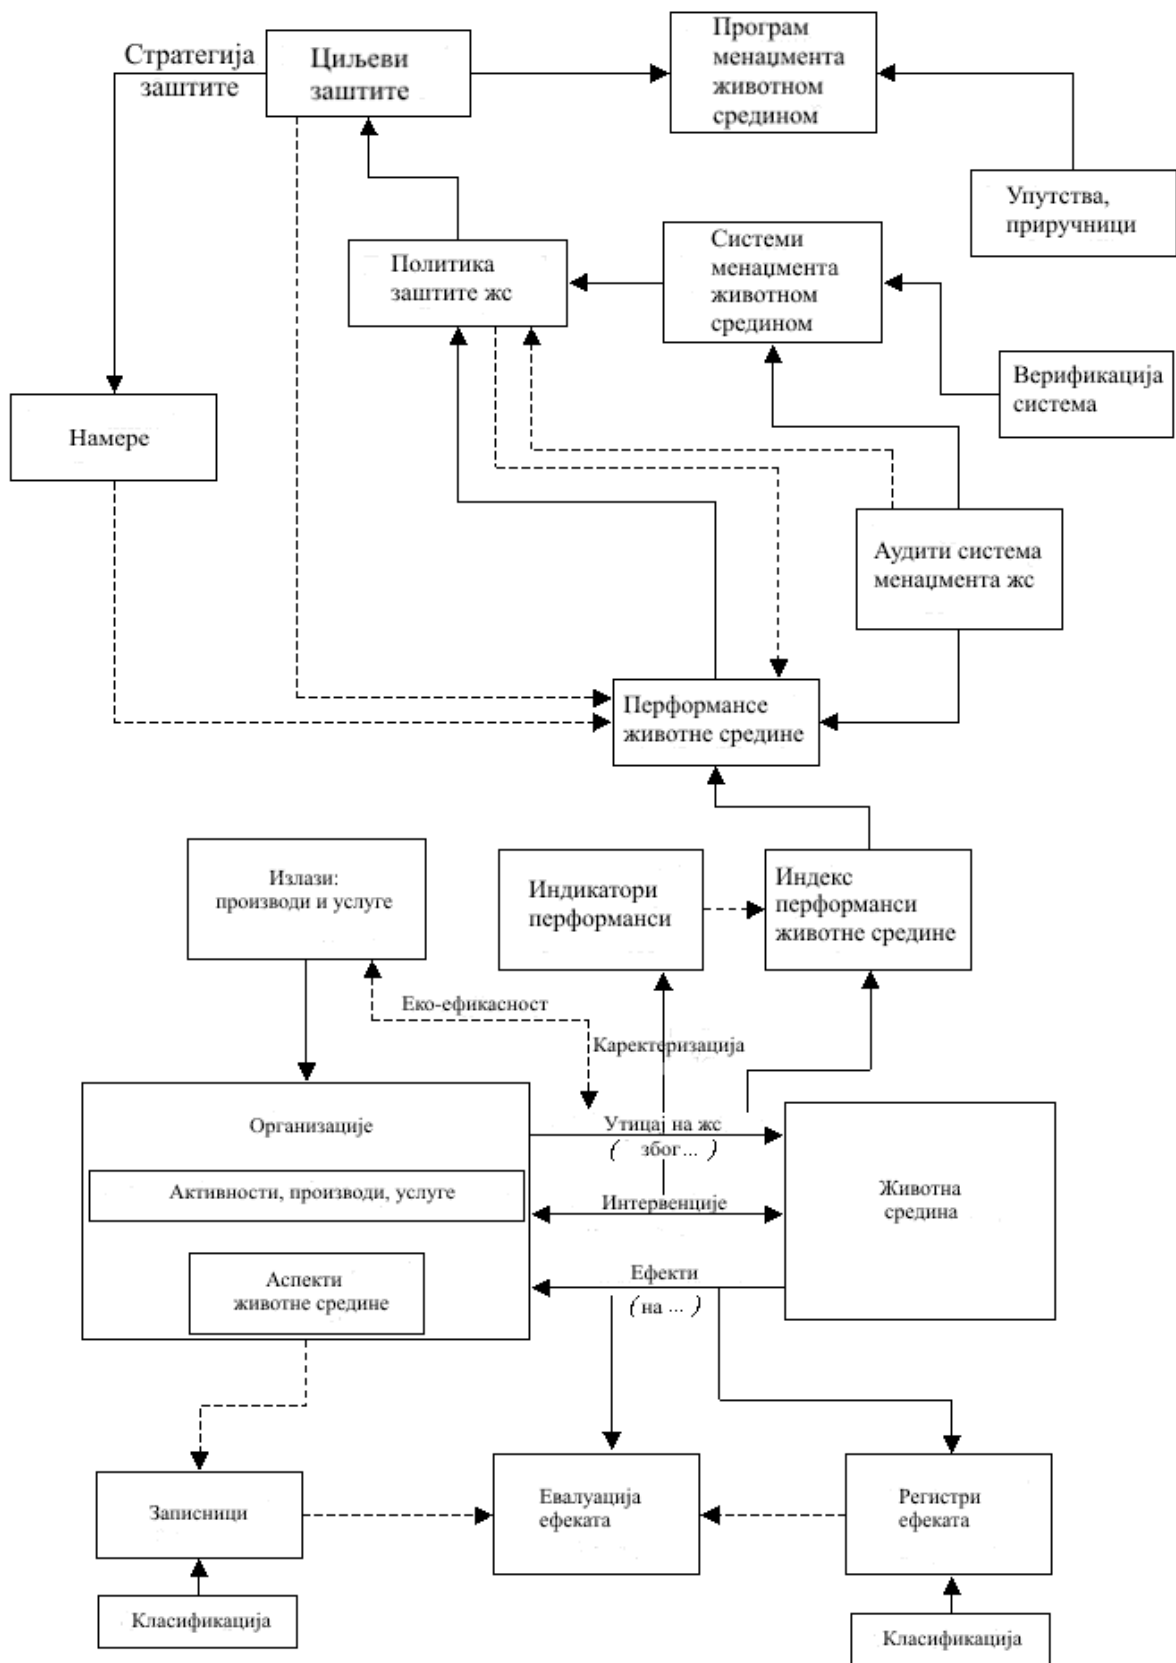 Стратегија
заштите
Циљеви
заштите
Програм
менаџмента
животном
средином
Упутства,
приручници
Политика
заштите жс
Системи
менаџмента
животном
средином
Верификација
система
Намере
Аудити система
менаџмента жс
Перформансе
животне средине
Излази:
производи и услуге
Индикатори
перформанси
Индекс
перформанси
животне средине
Еко-ефикасност
Каректеризација
Организације
Утицај на жс
( због ... )
Активности, производи, услуге
Интервенције
Животна
средина
Аспекти
животне средине
Ефекти
( на ... )
Записници
Евалуација
ефеката
Регистри
ефеката
Класификација
Класификација